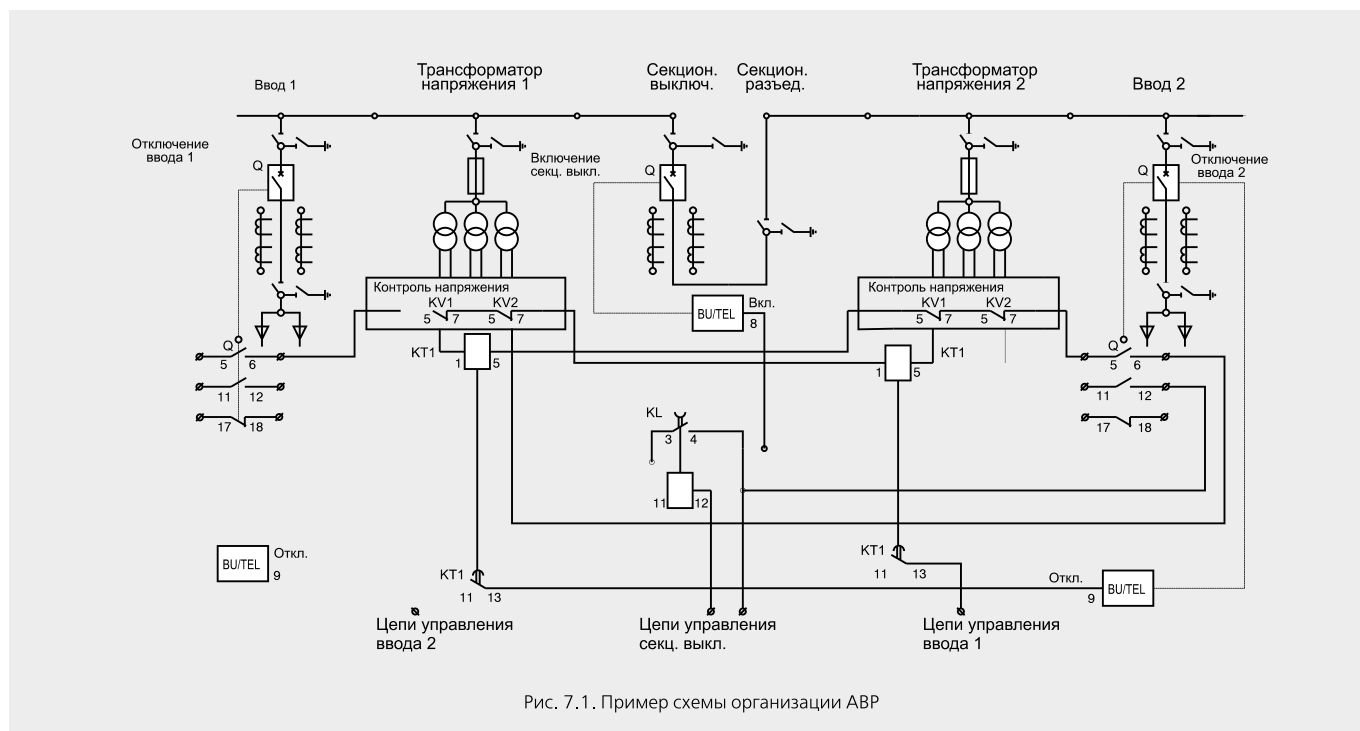 Ввод 1
Трансформатор
напряжения 1
Секцион.
выключ.
Секцион.
разъед.
Трансформатор
напряжения 2
Ввод 2
Отключение
ввода 1
Q
Включение
секц. выкл.
Q
Q
Отключение
ввода 2
Контроль напряжения
KV1 KV2
5 7 5 7
BU/TEL
Вкл.
8
Контроль напряжения
KV1 KV2
5 7 5 7
Q
5 6
11 12
17 18
KT1
1 5
1 5
KT1
Q
5 6
11 12
17 18
KL
3 4
11 12
BU/TEL
Откл.
9
KT1
11 13
KT1
11 13
Откл.
9
BU/TEL
Цепи управления
ввода 2
Цепи управления
секц. выкл.
Цепи управления
ввода 1
Рис. 7.1. Пример схемы организации АВР